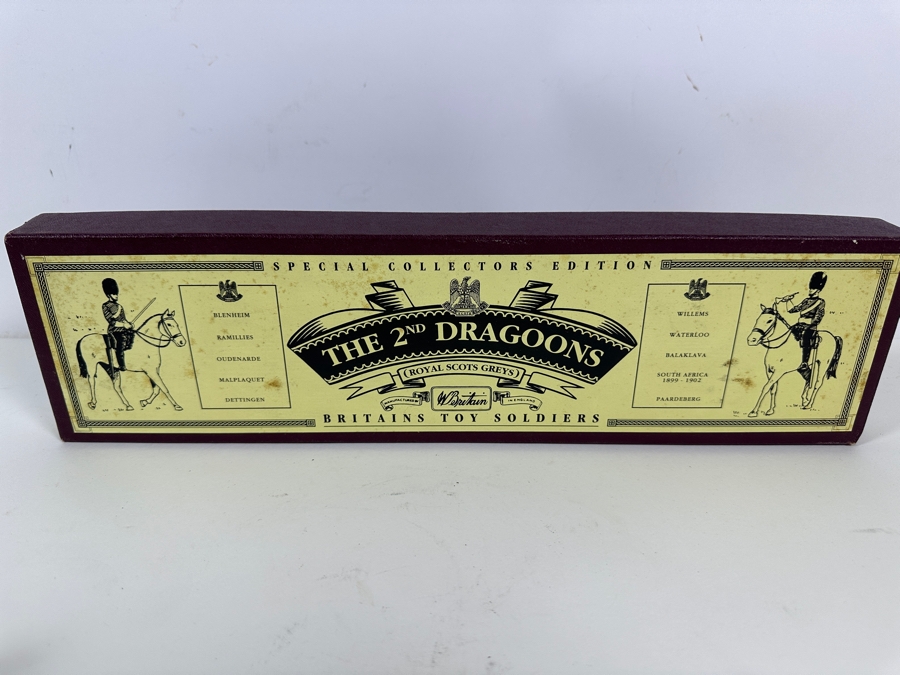 SPECIAL COLLECTORS EDITION
BLENHEIM
RAMILLIES
OUDENARDE
MALPLAQUET
DETTINGEN
THE 2ND DRAGOONS
(ROYAL SCOTS GREYS)
MANUFACTURED BY W.Britain IN ENGLAND
BRITAINS TOY SOLDIERS
WILLEMS
WATERLOO
BALAKLAVA
SOUTH AFRICA
1899 - 1902
PAARDEBERG